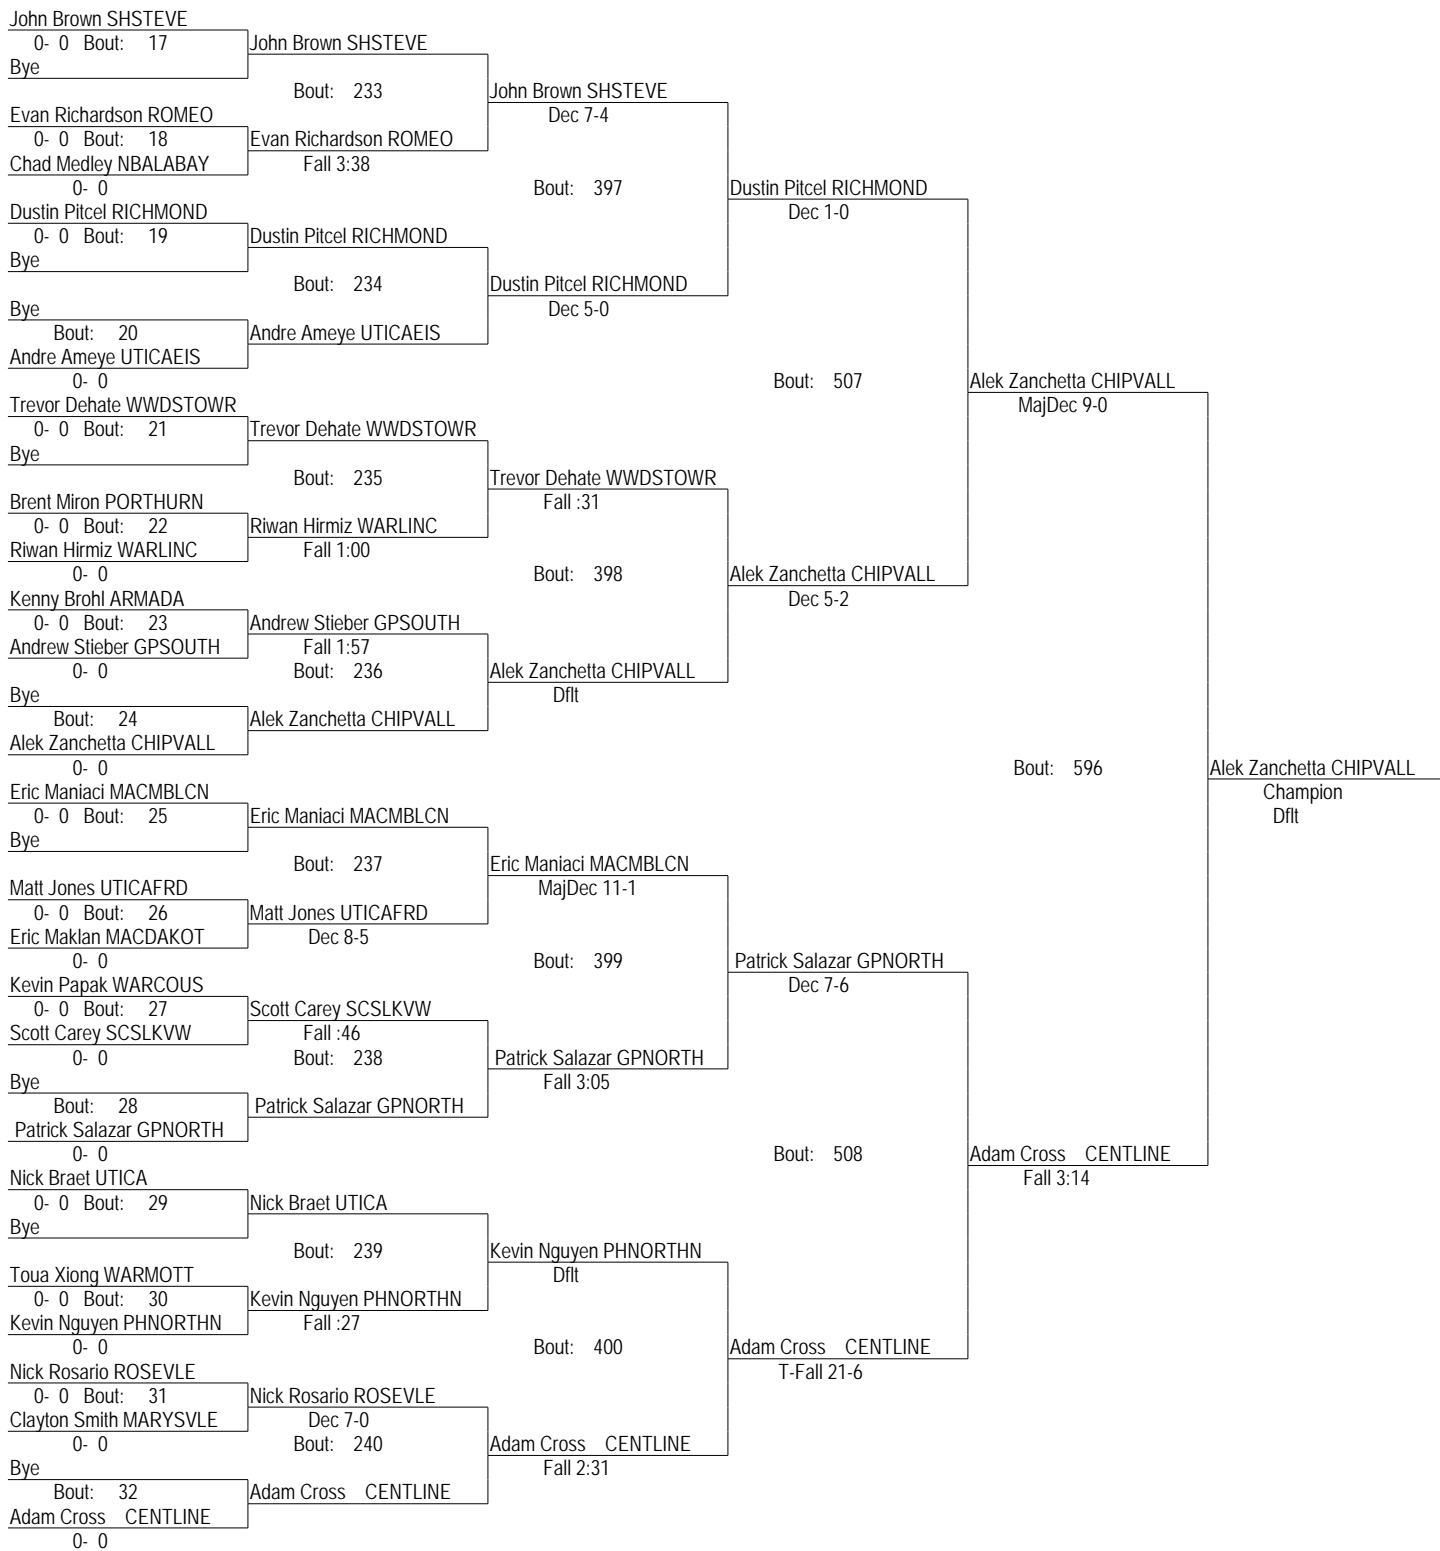 John Brown SHSTEVE
0- 0 Bout: 17 John Brown SHSTEVE
Bye
Bout: 233 John Brown SHSTEVE
Evan Richardson ROMEO Dec 7-4
0- 0 Bout: 18 Evan Richardson ROMEO
Chad Medley NBALABAY Fall 3:38
0- 0 Bout: 397 Dustin Pitcel RICHMOND
Dustin Pitcel RICHMOND Dec 1-0
0- 0 Bout: 19 Dustin Pitcel RICHMOND
Bye
Bout: 234 Dustin Pitcel RICHMOND
Bye Dec 5-0
Bout: 20 Andre Ameye UTICAEIS
Andre Ameye UTICAEIS
0- 0 Bout: 507 Alek Zanchetta CHIPVALL
Trevor Dehate WWDSTOWR MajDec 9-0
0- 0 Bout: 21 Trevor Dehate WWDSTOWR
Bye
Bout: 235 Trevor Dehate WWDSTOWR
Brent Miron PORTHURN Fall :31
0- 0 Bout: 22 Riwan Hirmiz WARLINC
Riwan Hirmiz WARLINC Fall 1:00
0- 0 Bout: 398 Alek Zanchetta CHIPVALL
Kenny Brohl ARMADA Dec 5-2
0- 0 Bout: 23 Andrew Stieber GPSOUTH
Andrew Stieber GPSOUTH Fall 1:57
0- 0 Bout: 236 Alek Zanchetta CHIPVALL
Bye Dflt
Bout: 24 Alek Zanchetta CHIPVALL
Alek Zanchetta CHIPVALL
0- 0 Bout: 596 Alek Zanchetta CHIPVALL
Eric Maniaci MACMBLCN Champion
0- 0 Bout: 25 Eric Maniaci MACMBLCN Dflt
Bye
Bout: 237 Eric Maniaci MACMBLCN
Matt Jones UTICAFRD MajDec 11-1
0- 0 Bout: 26 Matt Jones UTICAFRD
Eric Maklan MACDAKOT Dec 8-5
0- 0 Bout: 399 Patrick Salazar GPNORTH
Kevin Papak WARCOUS Dec 7-6
0- 0 Bout: 27 Scott Carey SCSLKVW
Scott Carey SCSLKVW Fall :46
0- 0 Bout: 238 Patrick Salazar GPNORTH
Bye Fall 3:05
Bout: 28 Patrick Salazar GPNORTH
Patrick Salazar GPNORTH
0- 0 Bout: 508 Adam Cross CENTLINE
Nick Braet UTICA Fall 3:14
0- 0 Bout: 29 Nick Braet UTICA
Bye
Bout: 239 Kevin Nguyen PHNORTHN
Toua Xiong WARMOTT Dflt
0- 0 Bout: 30 Kevin Nguyen PHNORTHN
Kevin Nguyen PHNORTHN Fall :27
0- 0 Bout: 400 Adam Cross CENTLINE
Nick Rosario ROSEVLE T-Fall 21-6
0- 0 Bout: 31 Nick Rosario ROSEVLE
Clayton Smith MARYSVLE Dec 7-0
0- 0 Bout: 240 Adam Cross CENTLINE
Bye Fall 2:31
Bout: 32 Adam Cross CENTLINE
Adam Cross CENTLINE
0- 0